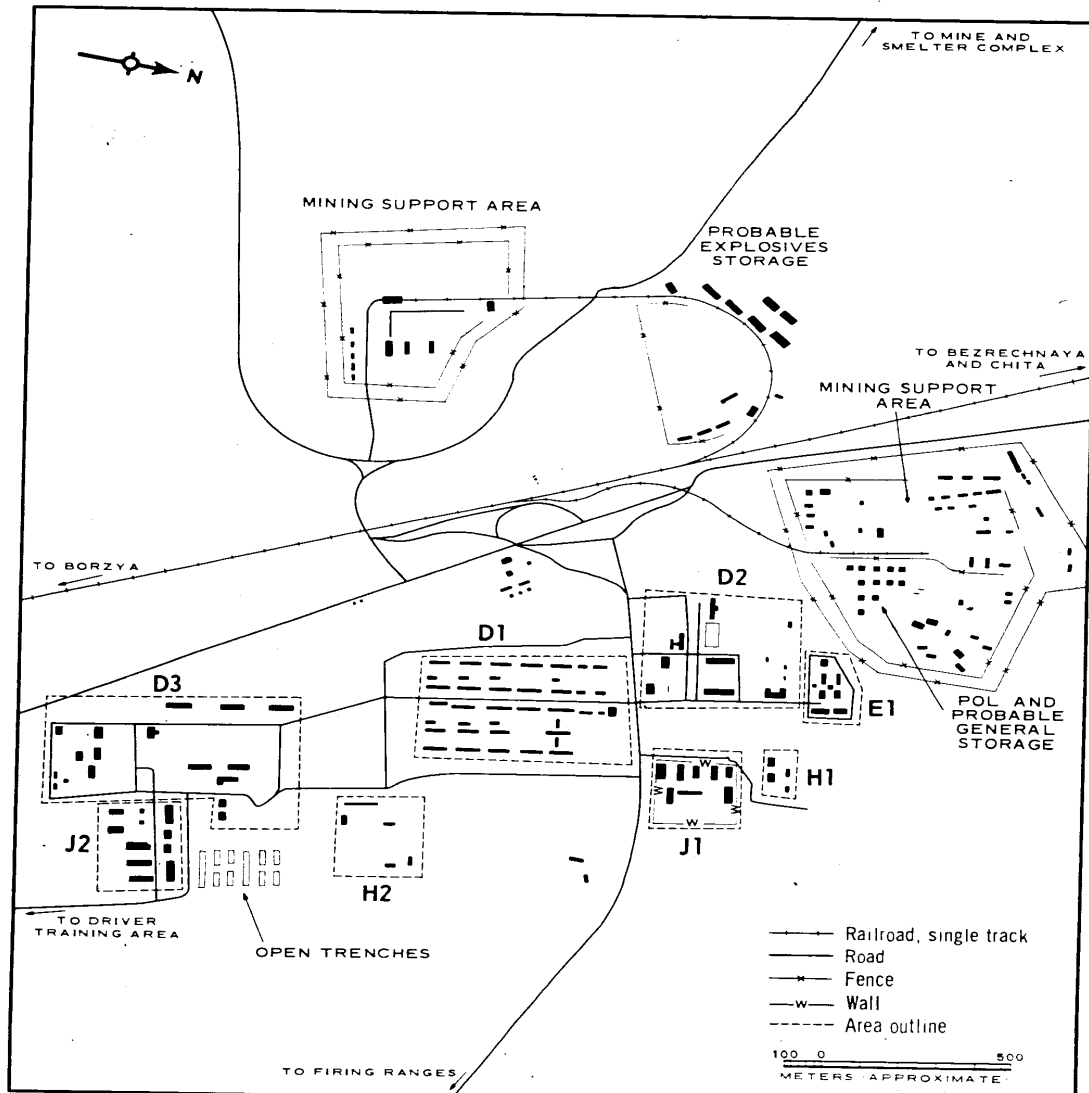 TO MINE AND
SMELTER COMPLEX
N
MINING SUPPORT AREA
PROBABLE
EXPLOSIVES
STORAGE
TO BEZRECHNAYA
AND CHITA
MINING SUPPORT
AREA
TO BORZYA
D2
D1
D3
E1
POL AND
PROBABLE
GENERAL
STORAGE
H1
J1
J2
H2
TO DRIVER
TRAINING AREA
OPEN TRENCHES
W
W
W
W
Railroad, single track
Road
Fence
W Wall
Area outline
100 0 500
METERS APPROXIMATE
TO FIRING RANGES